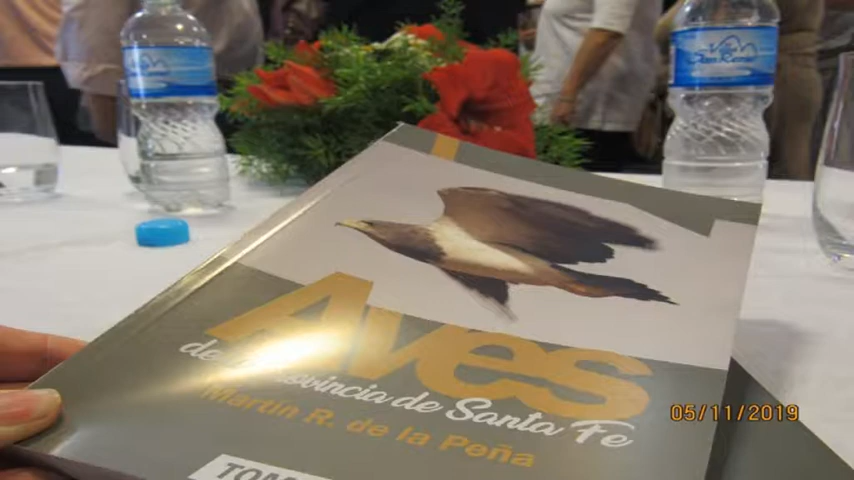 Aves
de la Provincia de Santa Fe
Martín R. de la Peña
TOM
05/11/2019